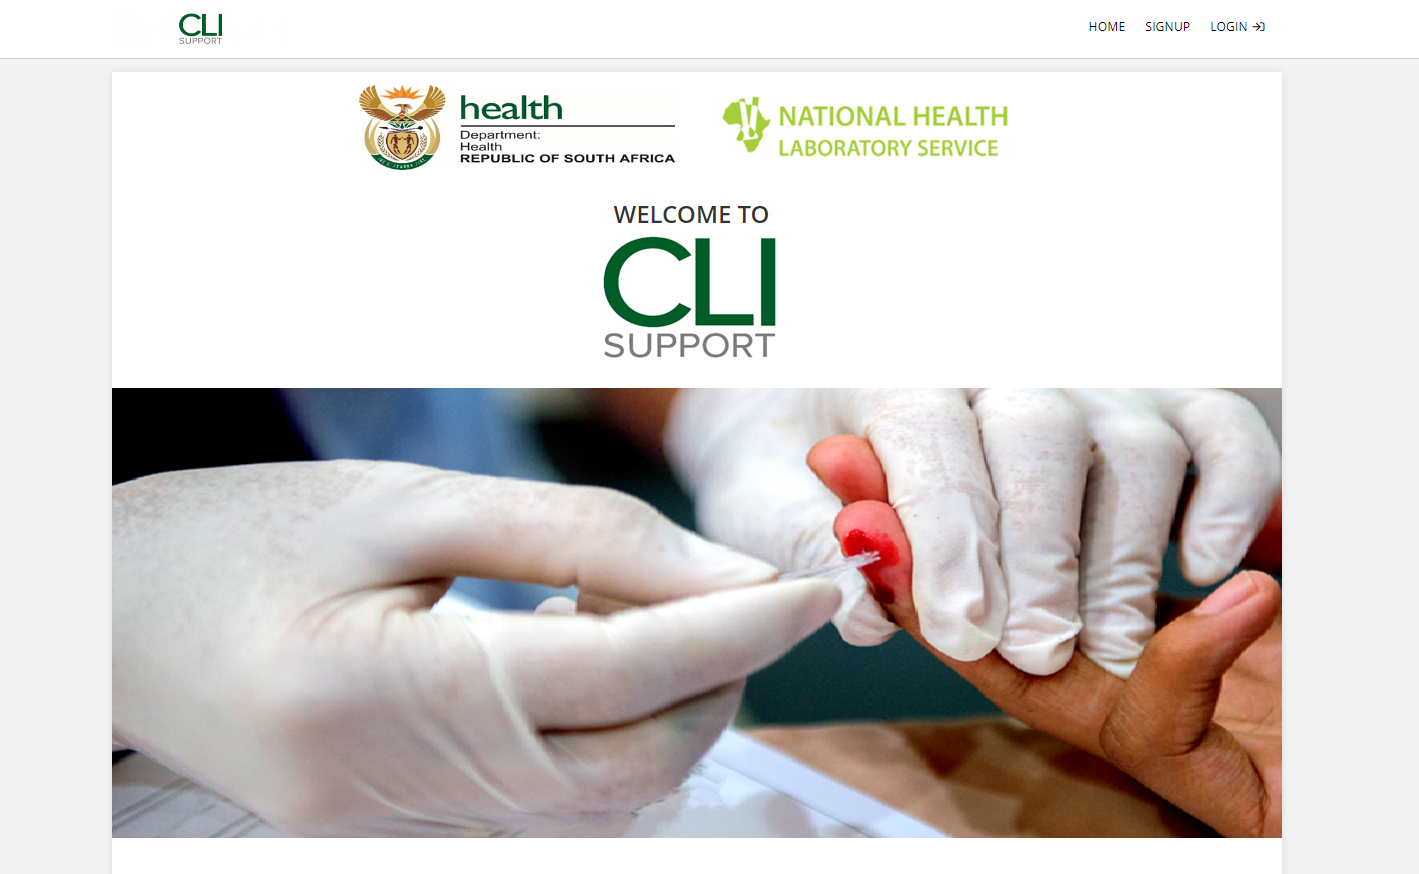 CLI
SUPPORT
HOME
SIGNUP
LOGIN
health
Department:
Health
REPUBLIC OF SOUTH AFRICA
NATIONAL HEALTH
LABORATORY SERVICE
WELCOME TO
CLI
SUPPORT